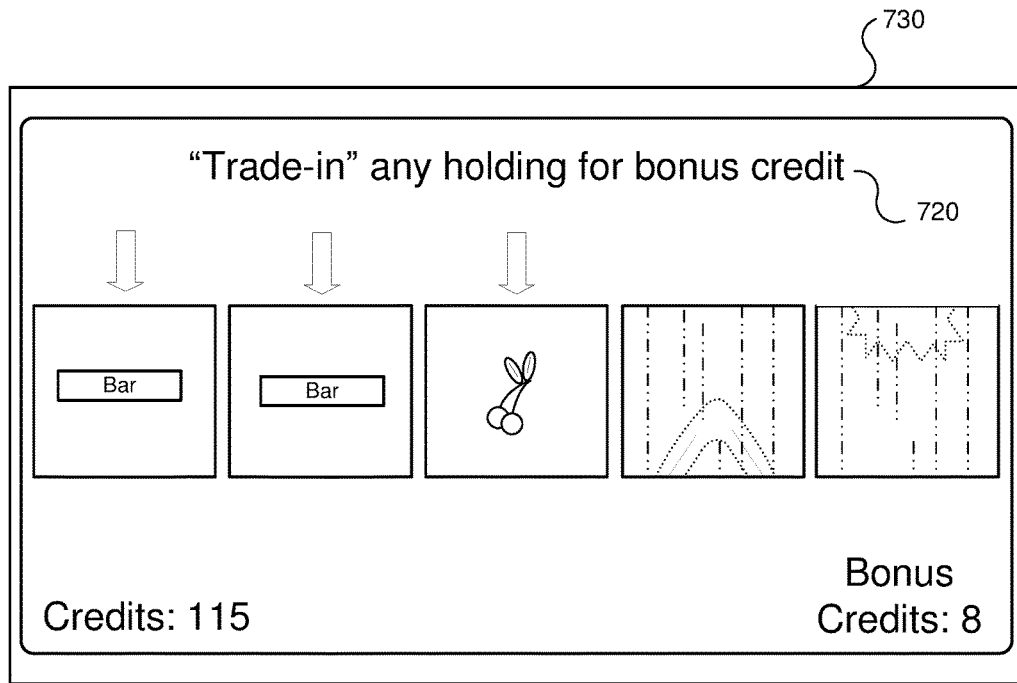 730
“Trade-in” any holding for bonus credit
720
Bar
Bar
Bonus
Credits: 115
Credits: 8